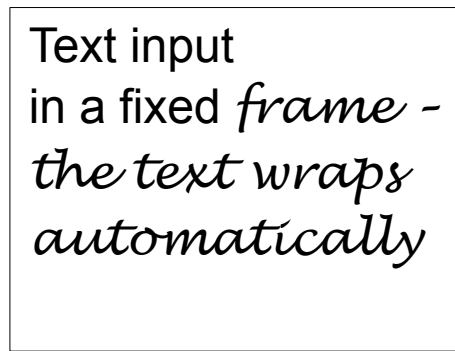 Text input
in a fixed frame –
the text wraps
automatically